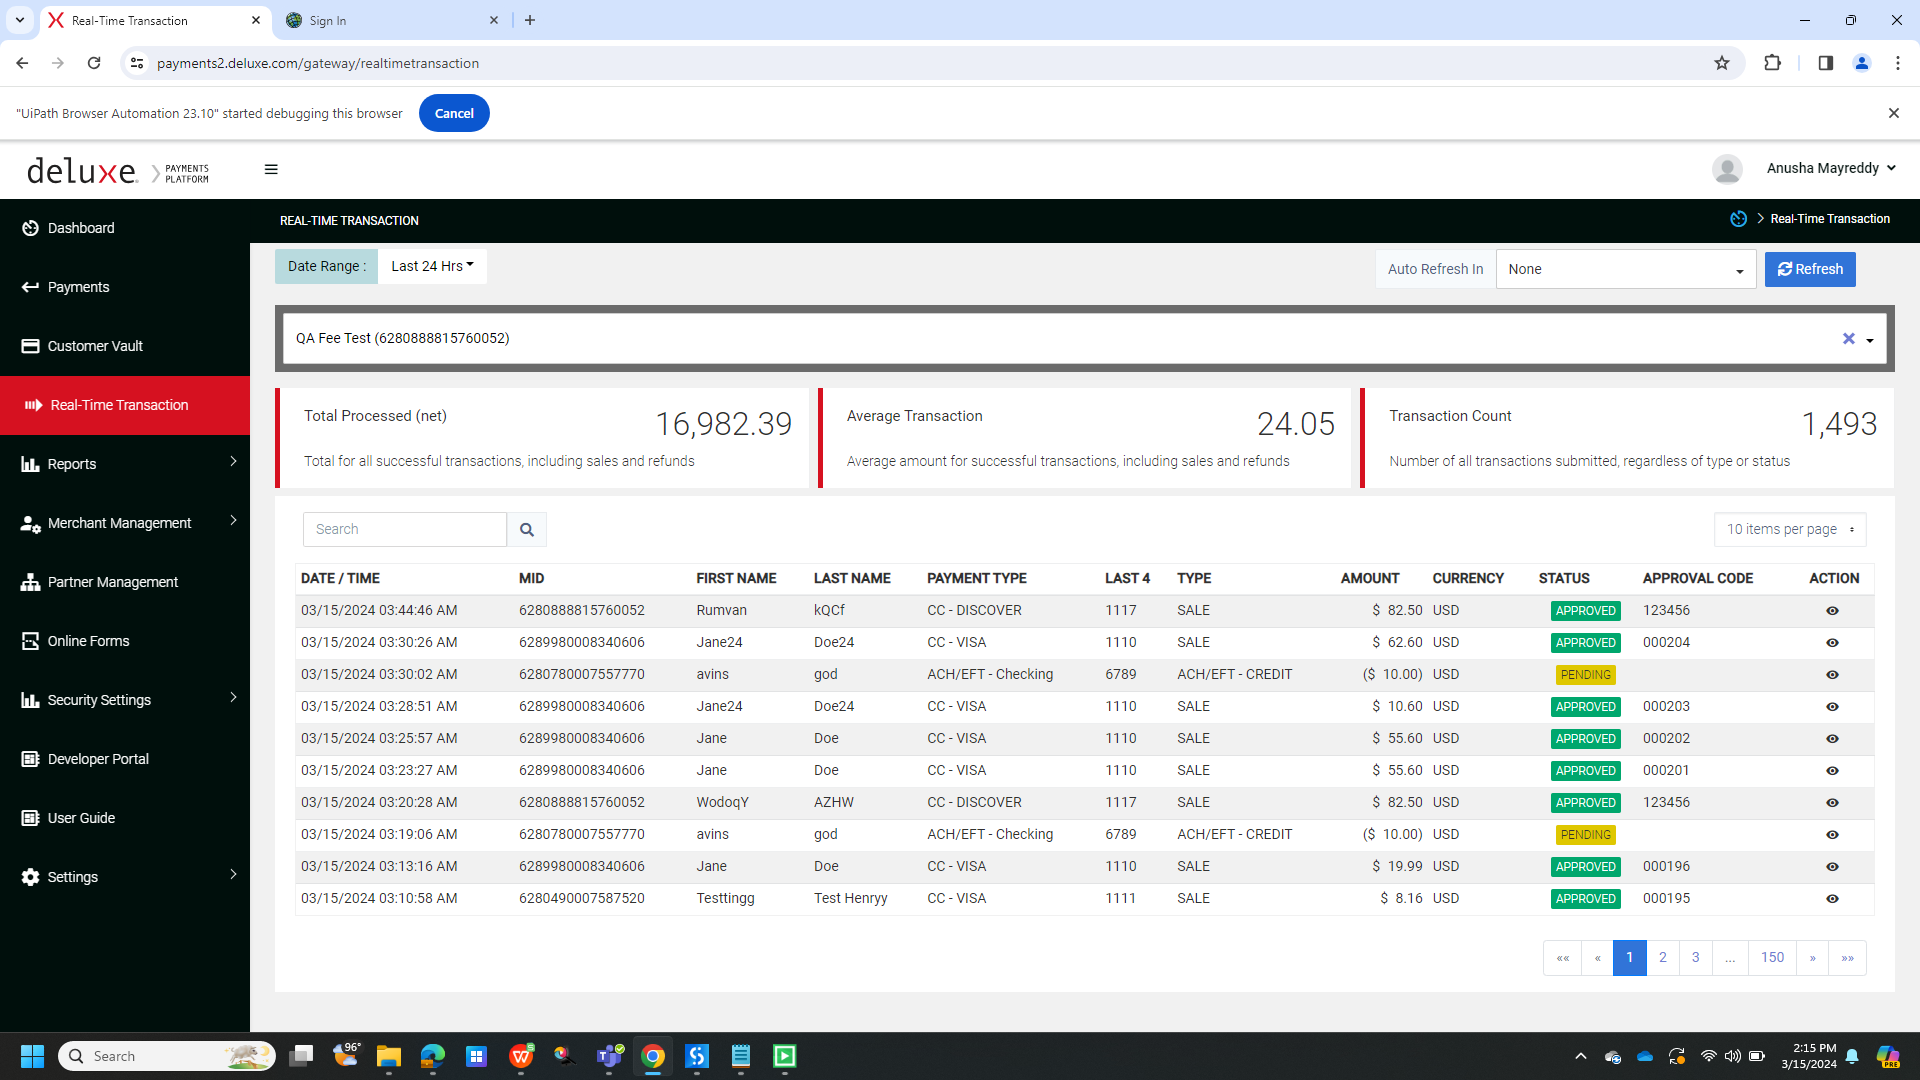 Real-Time Transaction
Sign In
payments2.deluxe.com/gateway/realtimetransaction
"UiPath Browser Automation 23.10" started debugging this browser Cancel
deluxe. PAYMENTS PLATFORM
Anusha Mayreddy
Dashboard
Payments
Customer Vault
Real-Time Transaction
Reports
Merchant Management
Partner Management
Online Forms
Security Settings
Developer Portal
User Guide
Settings
REAL-TIME TRANSACTION
Real-Time Transaction
Date Range : Last 24 Hrs
Auto Refresh In None Refresh
QA Fee Test (6280888815760052)
Total Processed (net) 16,982.39
Total for all successful transactions, including sales and refunds
Average Transaction 24.05
Average amount for successful transactions, including sales and refunds
Transaction Count 1,493
Number of all transactions submitted, regardless of type or status
Search
10 items per page
DATE / TIME MID FIRST NAME LAST NAME PAYMENT TYPE LAST 4 TYPE AMOUNT CURRENCY STATUS APPROVAL CODE ACTION
03/15/2024 03:44:46 AM 6280888815760052 Rumvan kQCf CC - DISCOVER 1117 SALE $ 82.50 USD APPROVED 123456
03/15/2024 03:30:26 AM 6289980008340606 Jane24 Doe24 CC - VISA 1110 SALE $ 62.60 USD APPROVED 000204
03/15/2024 03:30:02 AM 6280780007557770 avins god ACH/EFT - Checking 6789 ACH/EFT - CREDIT ($ 10.00) USD PENDING
03/15/2024 03:28:51 AM 6289980008340606 Jane24 Doe24 CC - VISA 1110 SALE $ 10.60 USD APPROVED 000203
03/15/2024 03:25:57 AM 6289980008340606 Jane Doe CC - VISA 1110 SALE $ 55.60 USD APPROVED 000202
03/15/2024 03:23:27 AM 6289980008340606 Jane Doe CC - VISA 1110 SALE $ 55.60 USD APPROVED 000201
03/15/2024 03:20:28 AM 6280888815760052 WodoqY AZHW CC - DISCOVER 1117 SALE $ 82.50 USD APPROVED 123456
03/15/2024 03:19:06 AM 6280780007557770 avins god ACH/EFT - Checking 6789 ACH/EFT - CREDIT ($ 10.00) USD PENDING
03/15/2024 03:13:16 AM 6289980008340606 Jane Doe CC - VISA 1110 SALE $ 19.99 USD APPROVED 000196
03/15/2024 03:10:58 AM 6280490007587520 Testtingg Test Henryy CC - VISA 1111 SALE $ 8.16 USD APPROVED 000195
«« « 1 2 3 ... 150 » »»
Search
96°
2:15 PM
3/15/2024
PRE